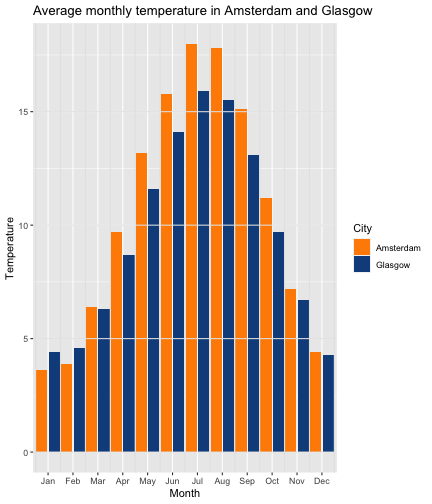 Average monthly temperature in Amsterdam and Glasgow
Temperature
15
10
5
0
Jan Feb Mar Apr May Jun Jul Aug Sep Oct Nov Dec
Month
City
Amsterdam
Glasgow